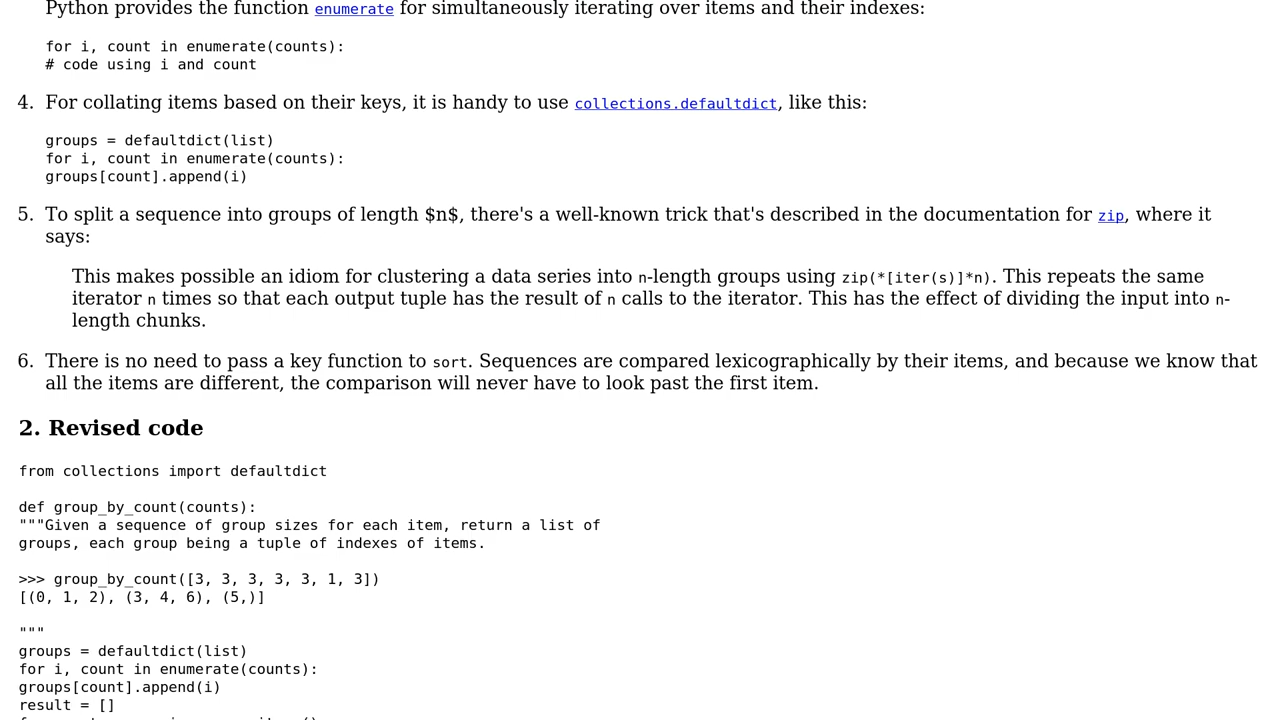 Python provides the function enumerate for simultaneously iterating over items and their indexes:
for i, count in enumerate(counts):
# code using i and count
4. For collating items based on their keys, it is handy to use collections.defaultdict, like this:
groups = defaultdict(list)
for i, count in enumerate(counts):
groups[count].append(i)
5. To split a sequence into groups of length $n$, there's a well-known trick that's described in the documentation for zip, where it
says:
This makes possible an idiom for clustering a data series into n-length groups using zip(*[iter(s)]*n). This repeats the same
iterator n times so that each output tuple has the result of n calls to the iterator. This has the effect of dividing the input into n-
length chunks.
6. There is no need to pass a key function to sort. Sequences are compared lexicographically by their items, and because we know that
all the items are different, the comparison will never have to look past the first item.
2. Revised code
from collections import defaultdict
def group_by_count(counts):
"""Given a sequence of group sizes for each item, return a list of
groups, each group being a tuple of indexes of items.
>>> group_by_count([3, 3, 3, 3, 3, 1, 3])
[(0, 1, 2), (3, 4, 6), (5,)]
"""
groups = defaultdict(list)
for i, count in enumerate(counts):
groups[count].append(i)
result = []